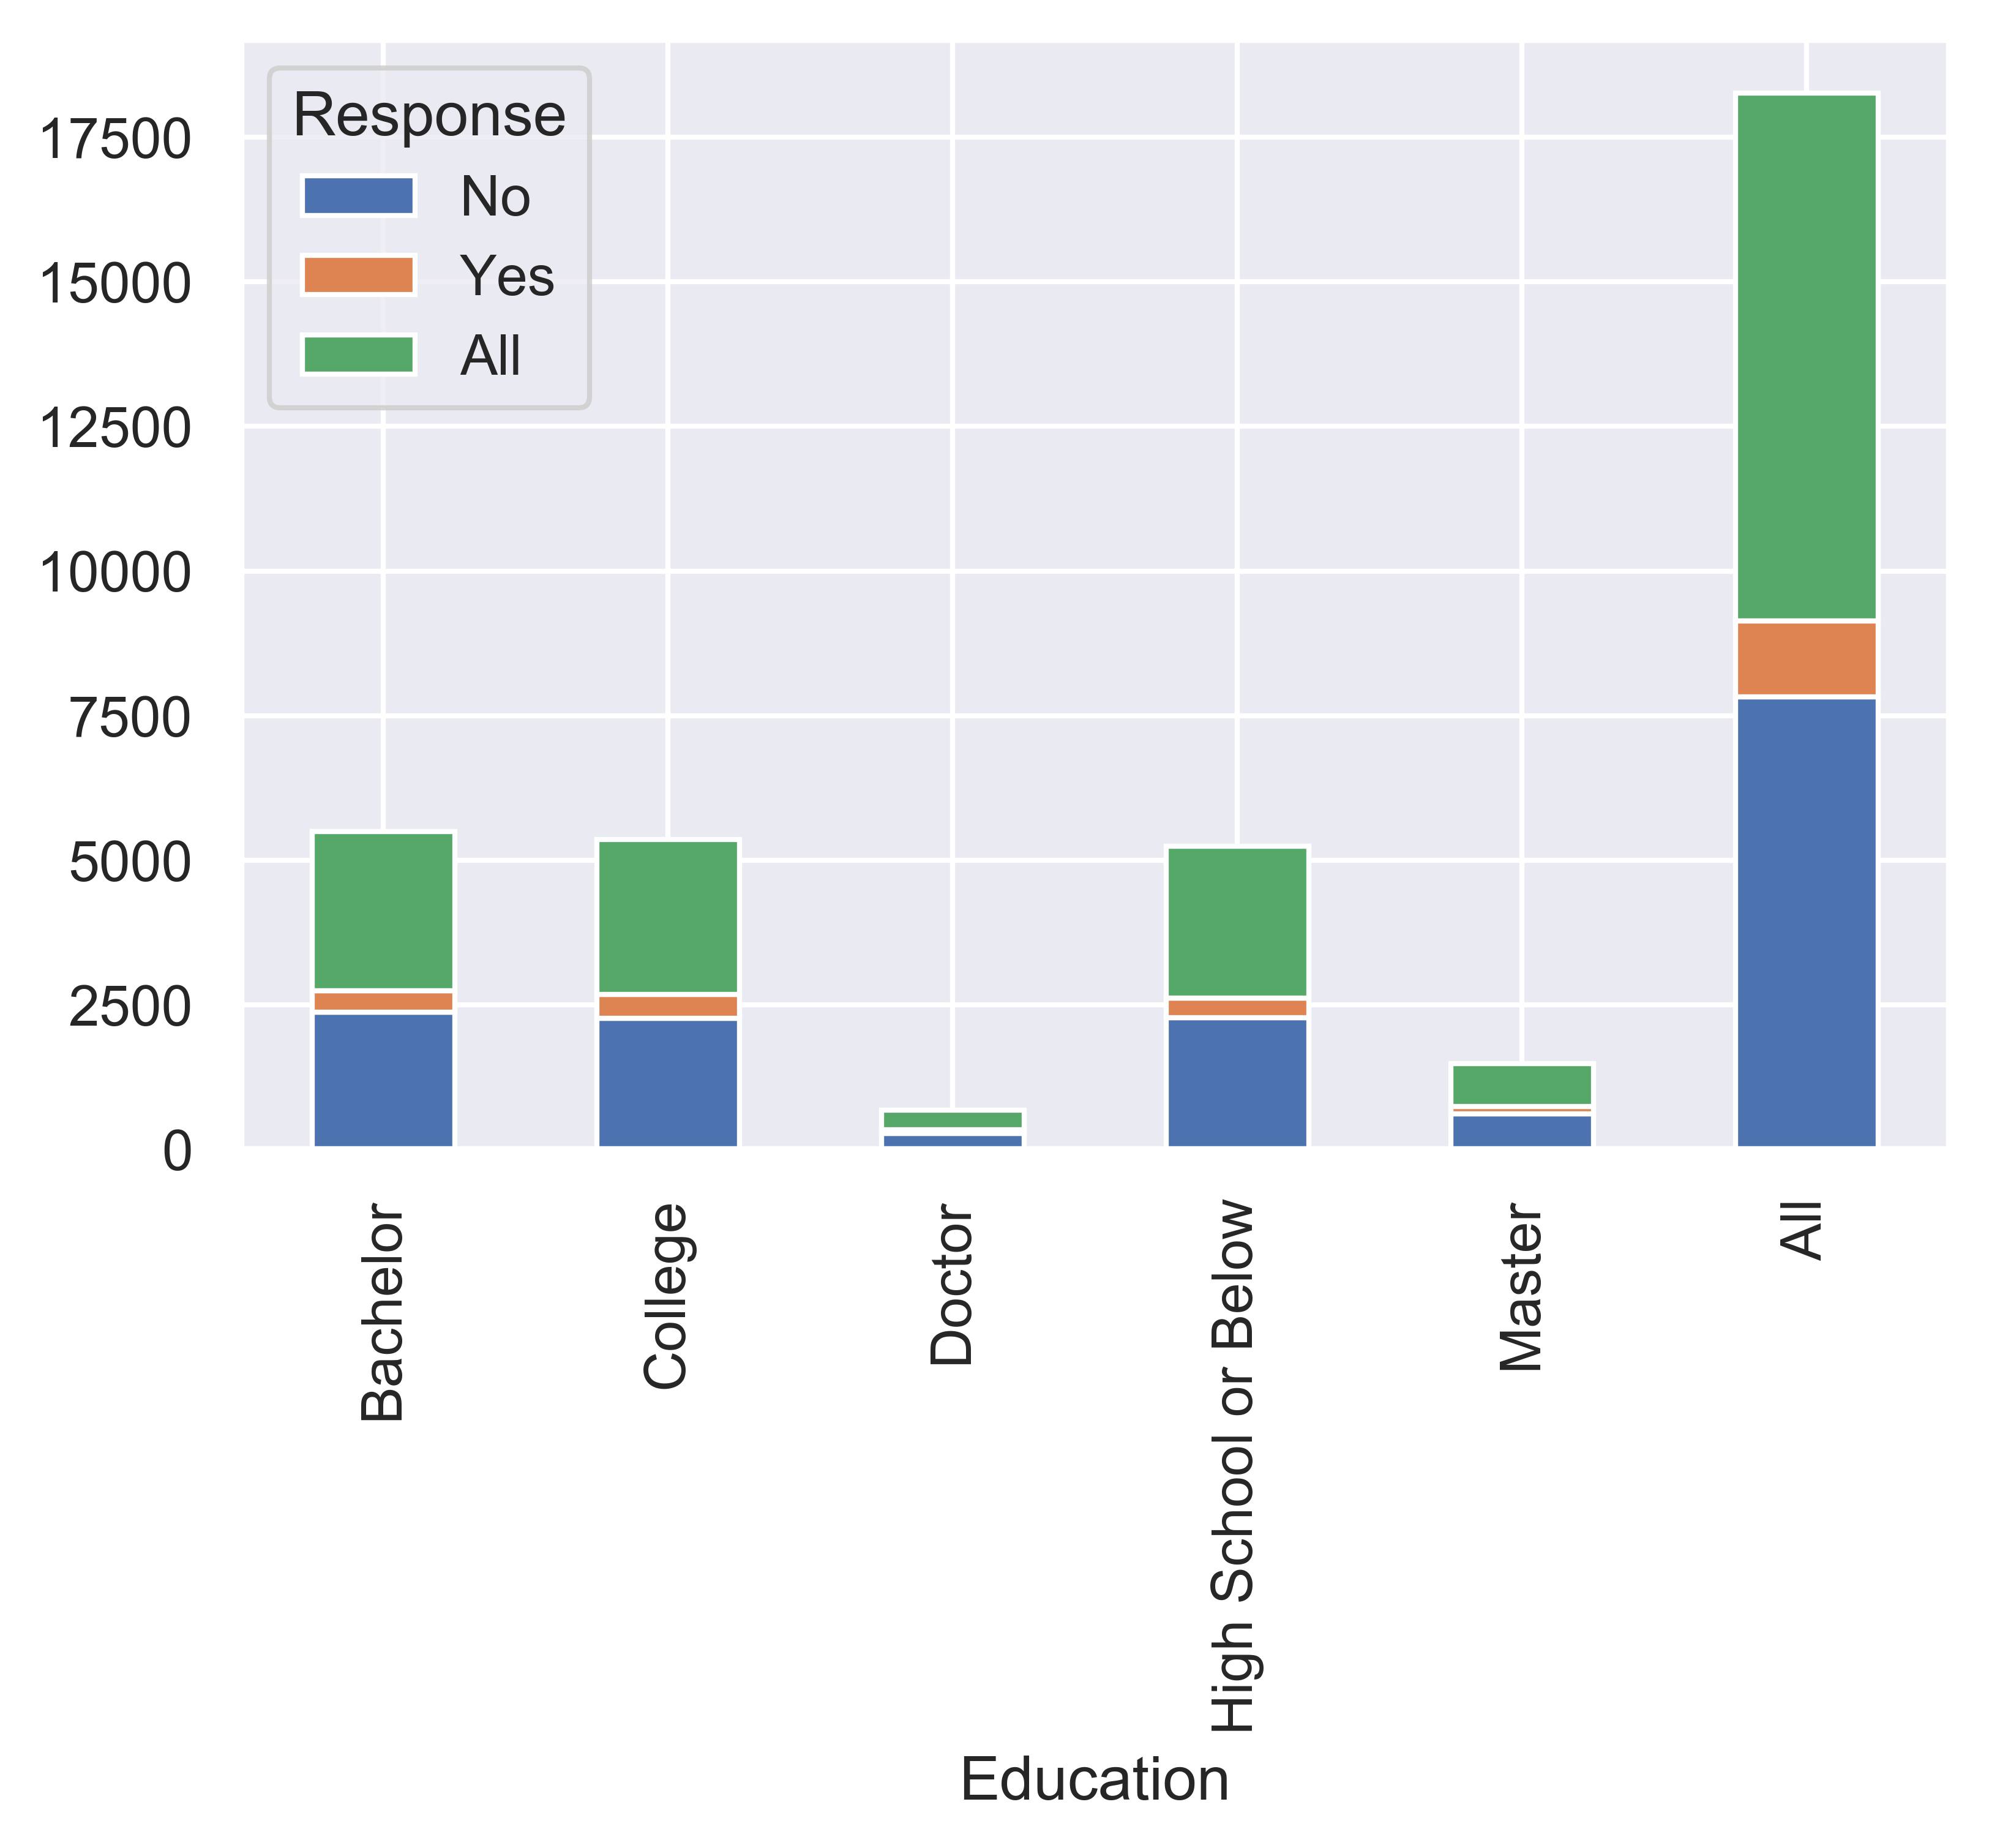 Response
No
Yes
All
17500
15000
12500
10000
7500
5000
2500
0
Bachelor
College
Doctor
High School or Below
Master
All
Education